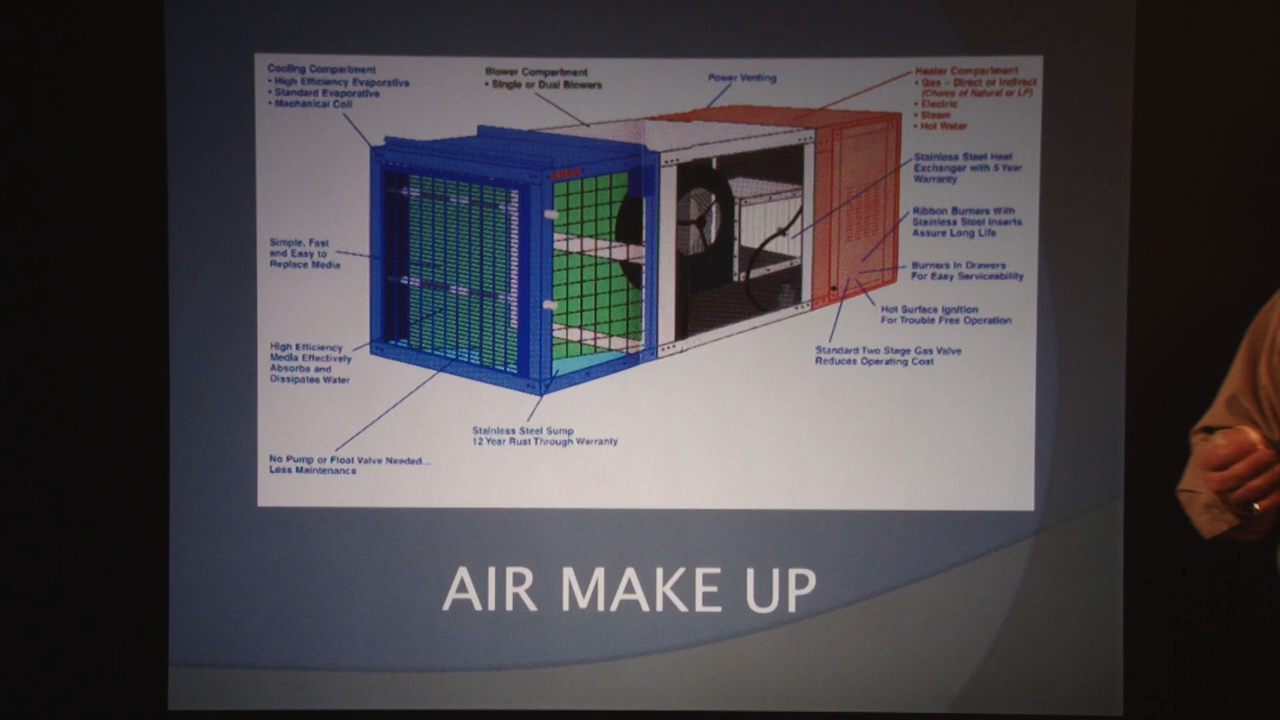 Cooling Compartment
• High Efficiency Evaporative
• Standard Evaporative
• Mechanical Coil
Blower Compartment
• Single or Dual Blowers
Power Venting
Heater Compartment
• Gas – Direct or Indirect
(Choice of Natural or LP)
• Electric
• Steam
• Hot Water
Stainless Steel Heat
Exchanger with 5 Year
Warranty
Ribbon Burners With
Stainless Steel Inserts
Assure Long Life
Burners In Drawers
For Easy Serviceability
Hot Surface Ignition
For Trouble Free Operation
Standard Two Stage Gas Valve
Reduces Operating Cost
Simple, Fast
and Easy to
Replace Media
High Efficiency
Media Effectively
Absorbs and
Dissipates Water
Stainless Steel Sump
12 Year Rust Through Warranty
No Pump or Float Valve Needed...
Less Maintenance
AIR MAKE UP